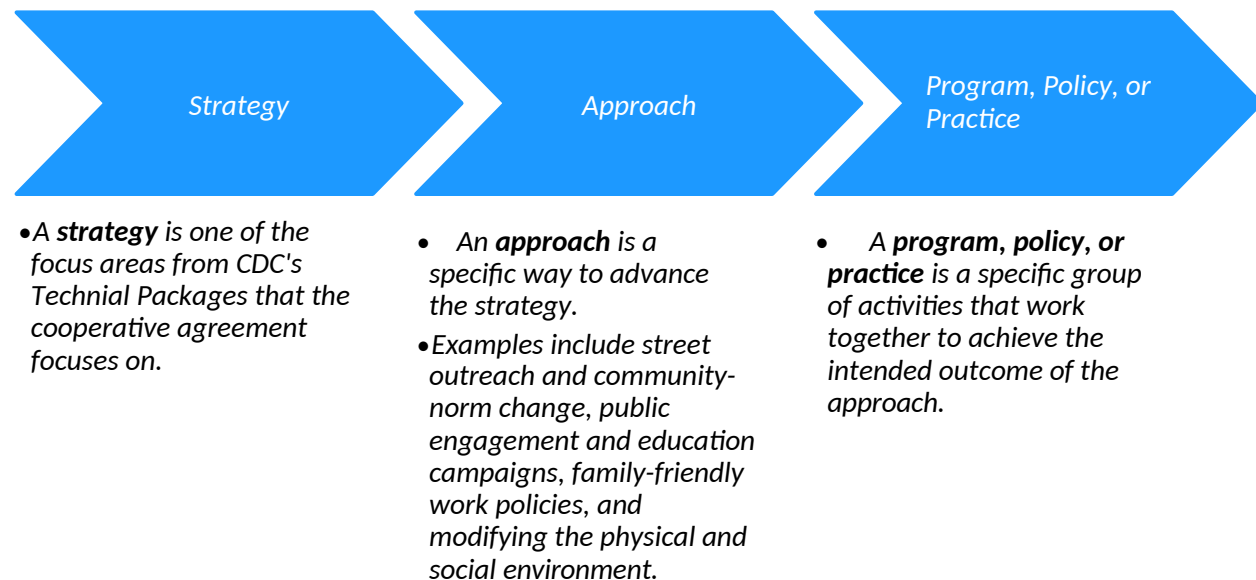 Strategy
Approach
Program, Policy, or
Practice
•A strategy is one of the
focus areas from CDC's
Technial Packages that the
cooperative agreement
focuses on.
• An approach is a
specific way to advance
the strategy.
•Examples include street
outreach and community-
norm change, public
engagement and education
campaigns, family-friendly
work policies, and
modifying the physical and
social environment.
• A program, policy, or
practice is a specific group
of activities that work
together to achieve the
intended outcome of the
approach.